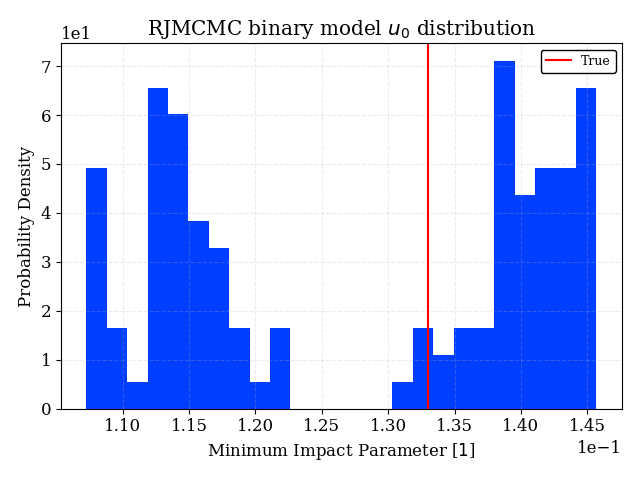 RJMCMC binary model $u_0$ distribution
1e1
True
7
6
5
4
3
2
1
0
Probability Density
1.10 1.15 1.20 1.25 1.30 1.35 1.40 1.45
1e−1
Minimum Impact Parameter [1]